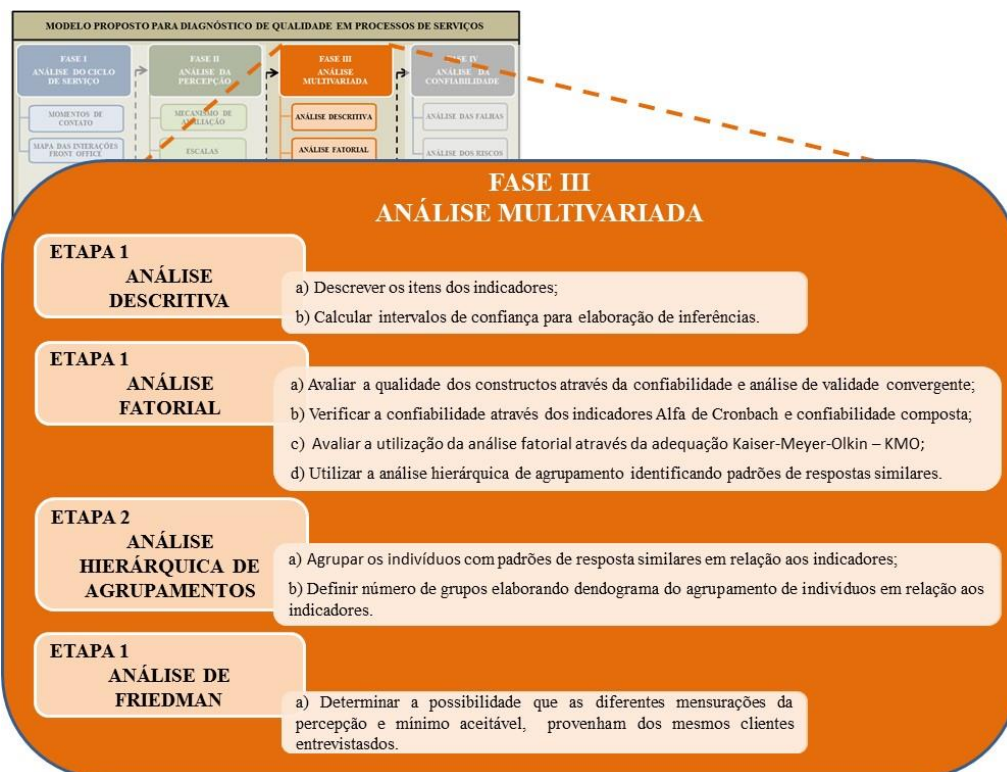 MODELO PROPOSTO PARA DIAGNÓSTICO DE QUALIDADE EM PROCESSOS DE SERVIÇOS
FASE I
ANÁLISE DO CICLO
DE SERVIÇO
MOMENTOS DE
CONTATO
MAPA DAS INTERAÇÕES
FRONT OFFICE
FASE II
ANÁLISE DA
PERCEPÇÃO
MECANISMO DE
AVALIAÇÃO
ESCALAS
FASE III
ANÁLISE
MULTIVARIADA
ANÁLISE DESCRITIVA
ANÁLISE FATORIAL
FASE IV
ANÁLISE DA
CONFIABILIDADE
ANÁLISE DAS FALHAS
ANÁLISE DOS RISCOS
FASE III
ANÁLISE MULTIVARIADA
ETAPA 1
ANÁLISE
DESCRITIVA
a) Descrever os itens dos indicadores;
b) Calcular intervalos de confiança para elaboração de inferências.
ETAPA 1
ANÁLISE
FATORIAL
a) Avaliar a qualidade dos constructos através da confiabilidade e análise de validade convergente;
b) Verificar a confiabilidade através dos indicadores Alfa de Cronbach e confiabilidade composta;
c) Avaliar a utilização da análise fatorial através da adequação Kaiser-Meyer-Olkin – KMO;
d) Utilizar a análise hierárquica de agrupamento identificando padrões de respostas similares.
ETAPA 2
ANÁLISE
HIERÁRQUICA DE
AGRUPAMENTOS
a) Agrupar os indivíduos com padrões de resposta similares em relação aos indicadores;
b) Definir número de grupos elaborando dendograma do agrupamento de indivíduos em relação aos
indicadores.
ETAPA 1
ANÁLISE DE
FRIEDMAN
a) Determinar a possibilidade que as diferentes mensurações da
percepção e mínimo aceitável, provenham dos mesmos clientes
entrevistasdos.